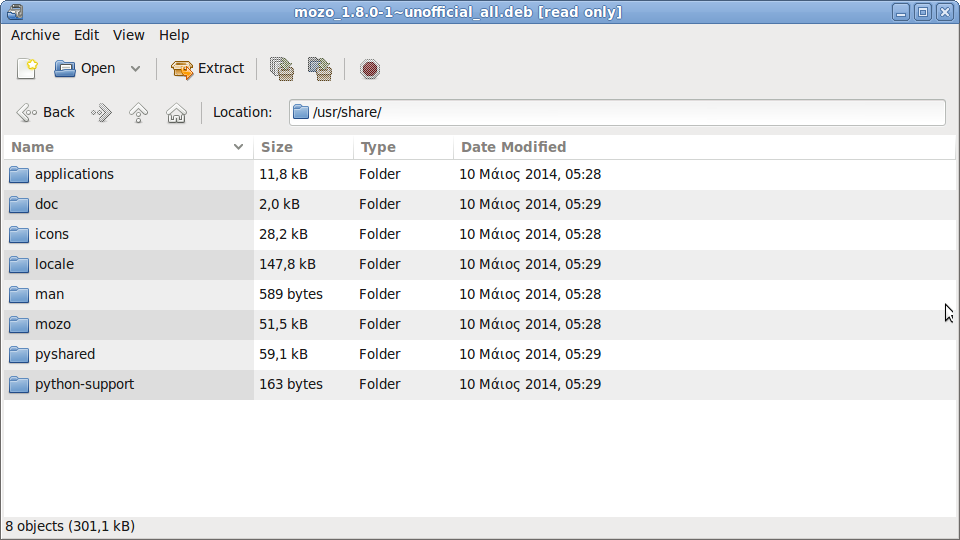 mozo_1.8.0-1~unofficial_all.deb [read only]
Archive Edit View Help
Open Extract
Back Location: /usr/share/
Name Size Type Date Modified
applications 11,8 kB Folder 10 Μάιος 2014, 05:28
doc 2,0 kB Folder 10 Μάιος 2014, 05:29
icons 28,2 kB Folder 10 Μάιος 2014, 05:28
locale 147,8 kB Folder 10 Μάιος 2014, 05:29
man 589 bytes Folder 10 Μάιος 2014, 05:28
mozo 51,5 kB Folder 10 Μάιος 2014, 05:28
pyshared 59,1 kB Folder 10 Μάιος 2014, 05:29
python-support 163 bytes Folder 10 Μάιος 2014, 05:29
8 objects (301,1 kB)